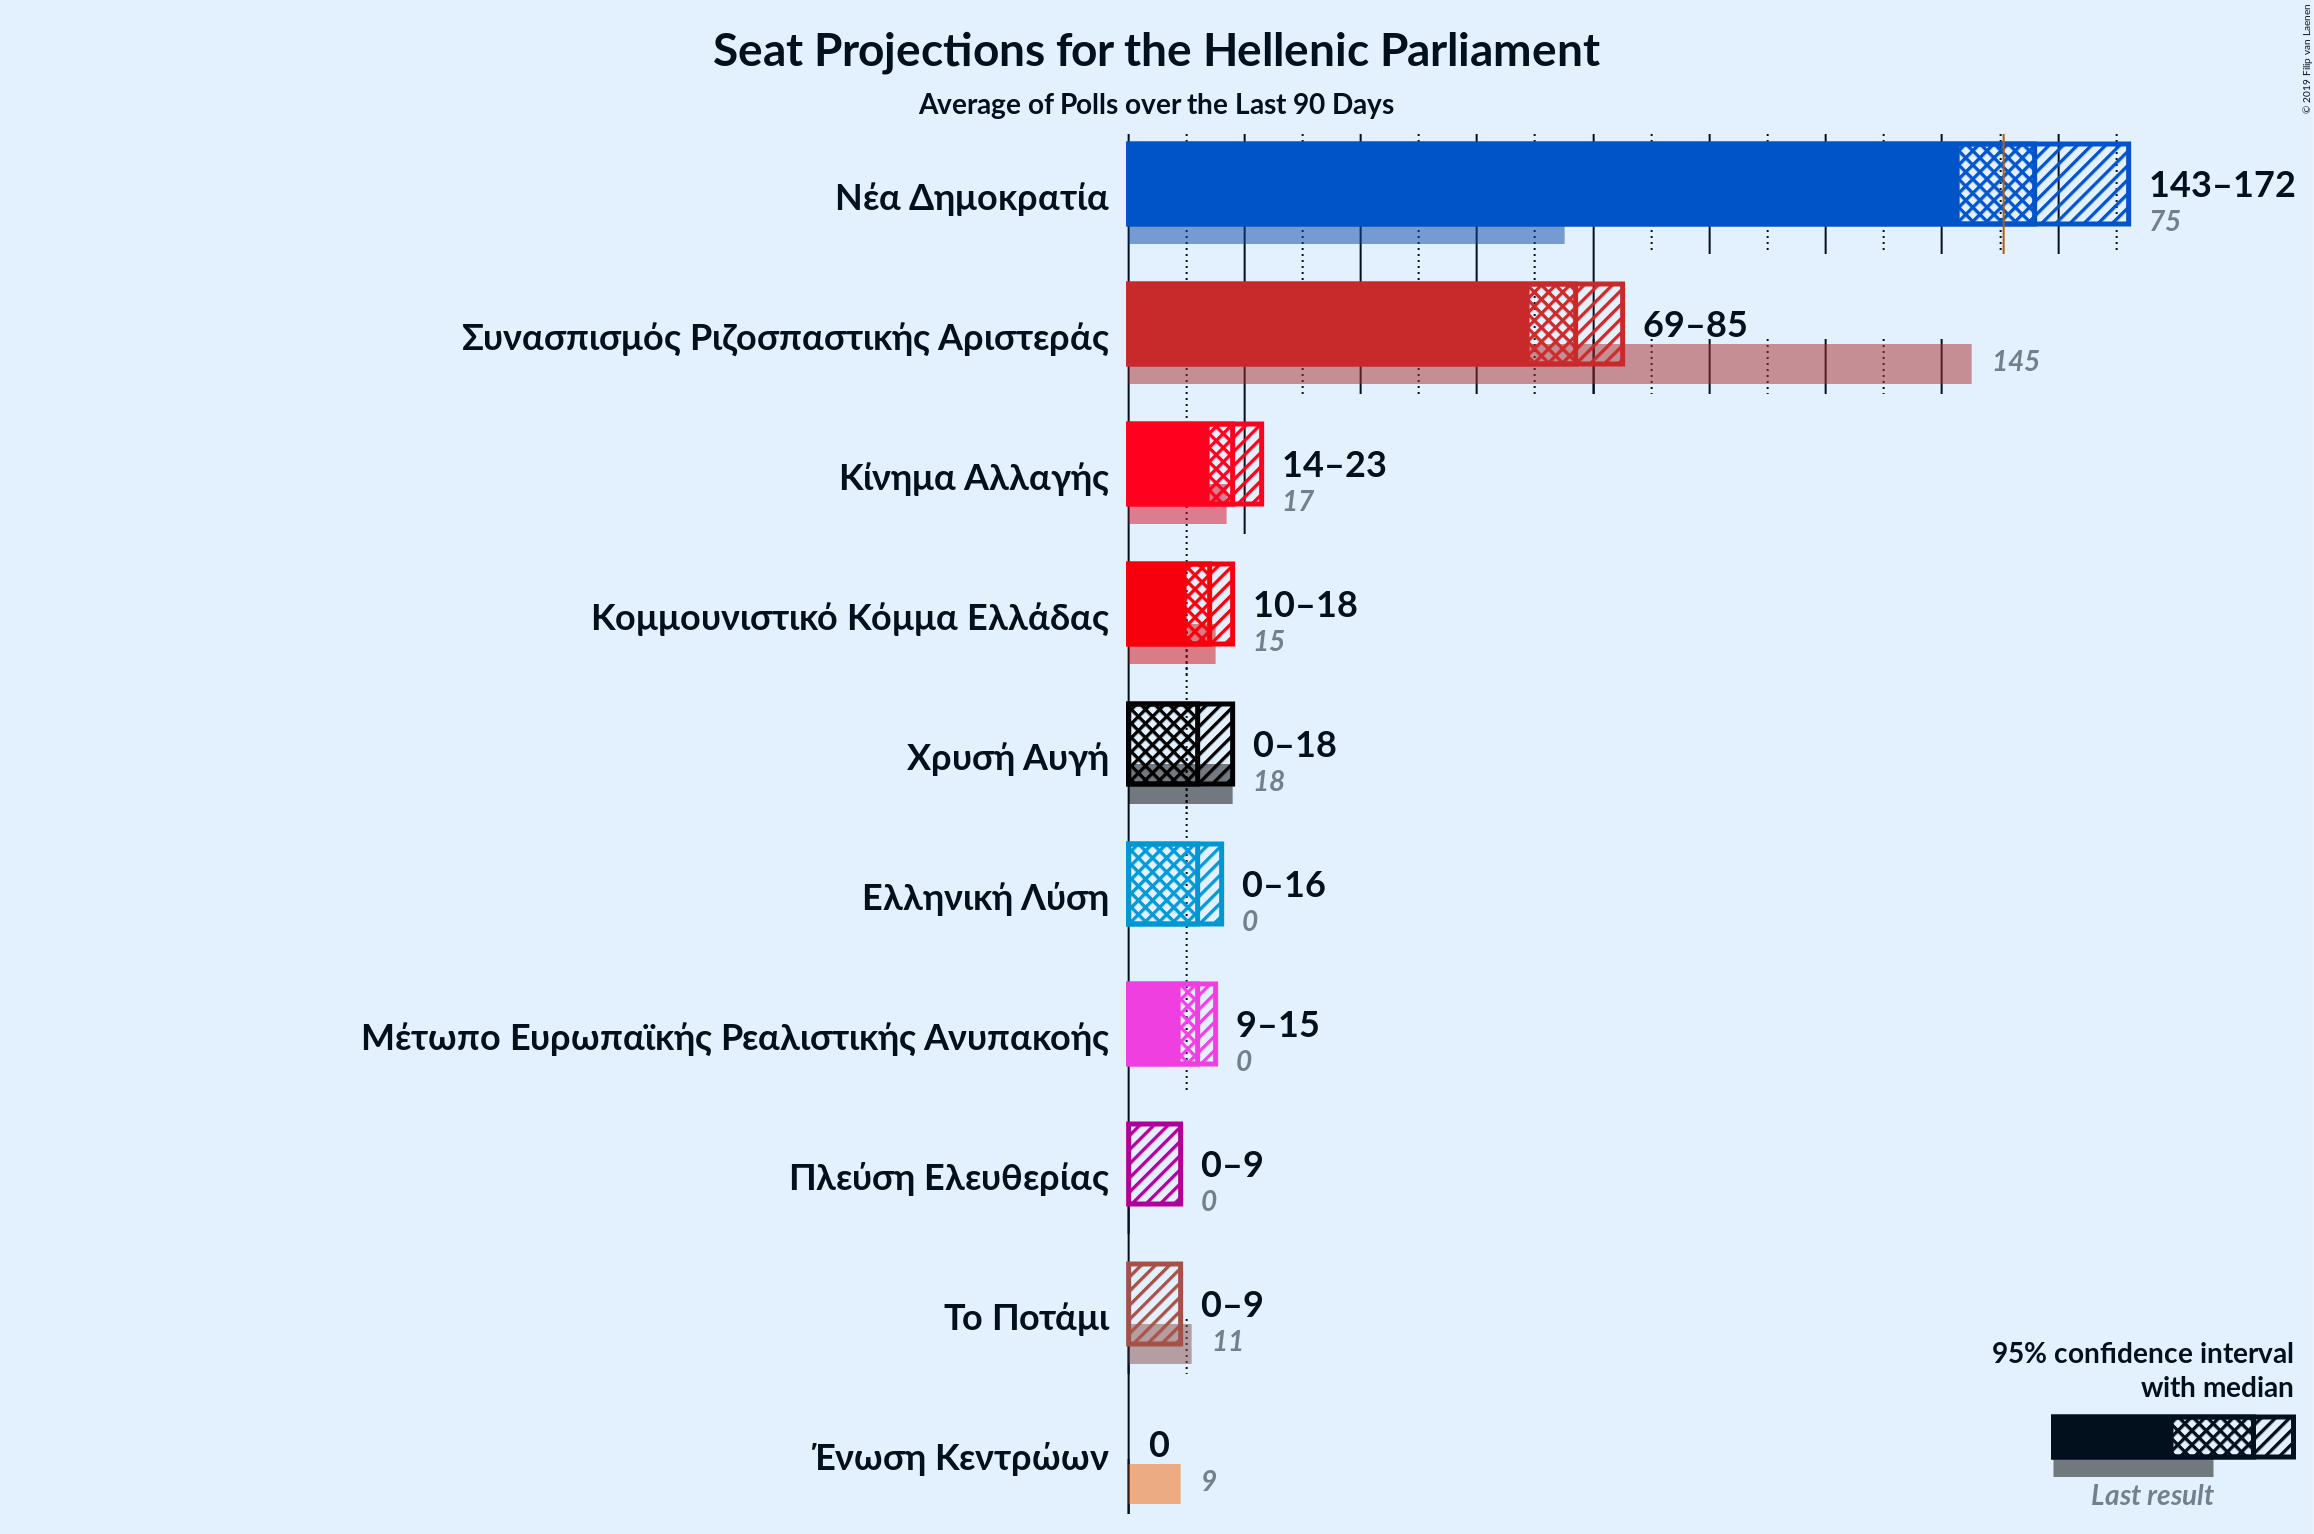 Seat Projections for the Hellenic Parliament
Average of Polls over the Last 90 Days
© 2019 Filip van Laenen
Νέα Δημοκρατία
143–172
75
Συνασπισμός Ριζοσπαστικής Αριστεράς
69–85
145
Κίνημα Αλλαγής
14–23
17
Κομμουνιστικό Κόμμα Ελλάδας
10–18
15
Χρυσή Αυγή
0–18
18
Ελληνική Λύση
0–16
0
Μέτωπο Ευρωπαϊκής Ρεαλιστικής Ανυπακοής
9–15
0
Πλεύση Ελευθερίας
0–9
0
Το Ποτάμι
0–9
11
Ένωση Κεντρώων
0
9
95% confidence interval
with median
Last result